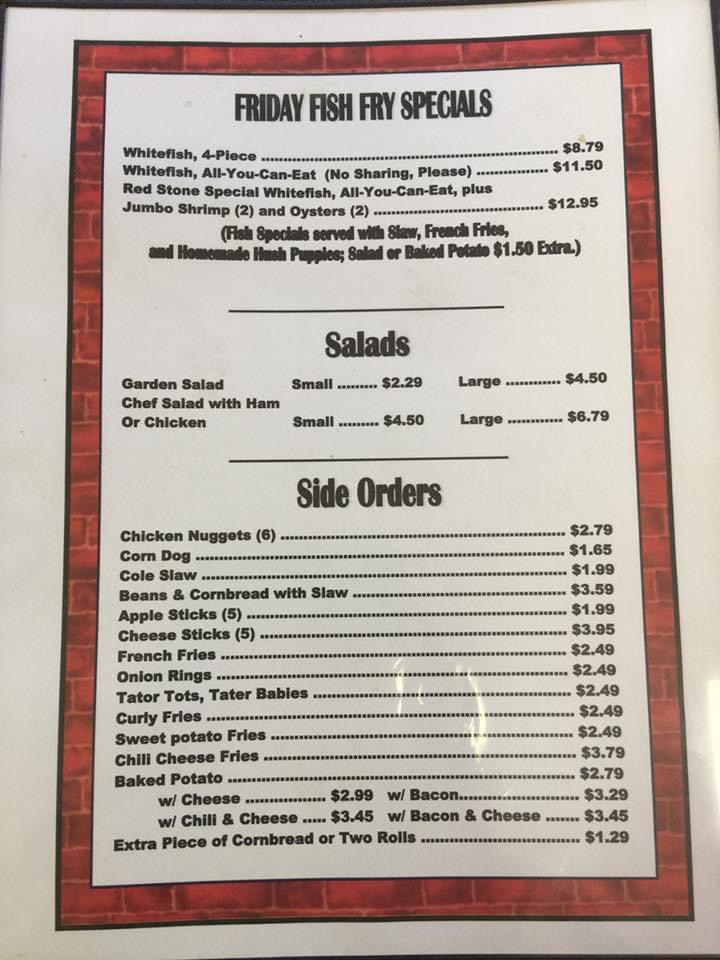 FRIDAY FISH FRY SPECIALS
Whitefish, 4-Piece ........................................ $8.79
Whitefish, All-You-Can-Eat (No Sharing, Please) ................ $11.50
Red Stone Special Whitefish, All-You-Can-Eat, plus
Jumbo Shrimp (2) and Oysters (2) ........................................ $12.95
(Fish Specials served with Slaw, French Fries,
and Homemade Hush Puppies; Salad or Baked Potato $1.50 Extra.)
Salads
Garden Salad Small ......... $2.29 Large ............ $4.50
Chef Salad with Ham
Or Chicken Small ......... $4.50 Large ............ $6.79
Side Orders
Chicken Nuggets (6) ........................................ $2.79
Corn Dog ........................................ $1.65
Cole Slaw ........................................ $1.99
Beans & Cornbread with Slaw ........................................ $3.59
Apple Sticks (5) ........................................ $1.99
Cheese Sticks (5) ........................................ $3.95
French Fries ........................................ $2.49
Onion Rings ........................................ $2.49
Tator Tots, Tater Babies ........................................ $2.49
Curly Fries ........................................ $2.49
Sweet potato Fries ........................................ $2.49
Chili Cheese Fries ........................................ $3.79
Baked Potato ........................................ $2.79
w/ Cheese .................. $2.99 w/ Bacon........................... $3.29
w/ Chili & Cheese ..... $3.45 w/ Bacon & Cheese ....... $3.45
Extra Piece of Cornbread or Two Rolls .................................... $1.29